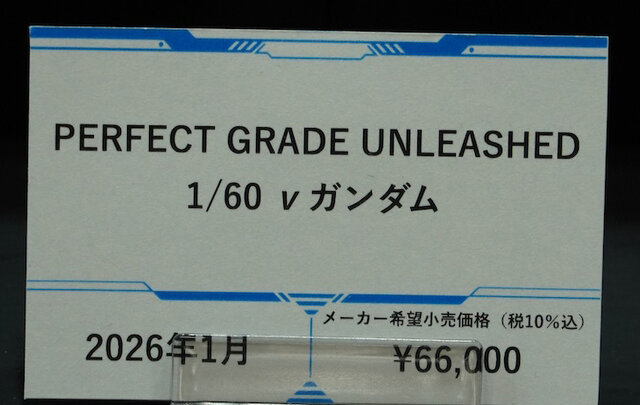 PERFECT GRADE UNLEASHED
1/60 ν ガンダム
メーカー希望小売価格（税10%込）
2026年1月
¥66,000